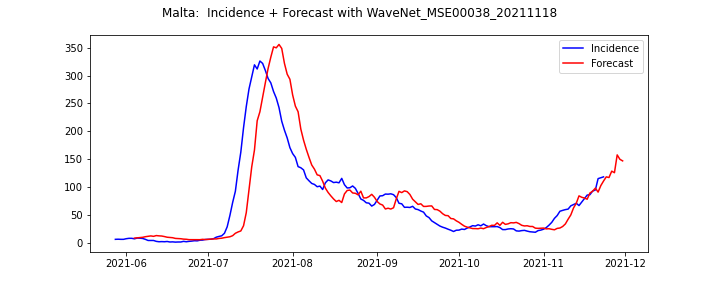 Malta:  Incidence + Forecast with WaveNet_MSE00038_20211118
Incidence
Forecast
350
300
250
200
150
100
50
0
2021-06 2021-07 2021-08 2021-09 2021-10 2021-11 2021-12